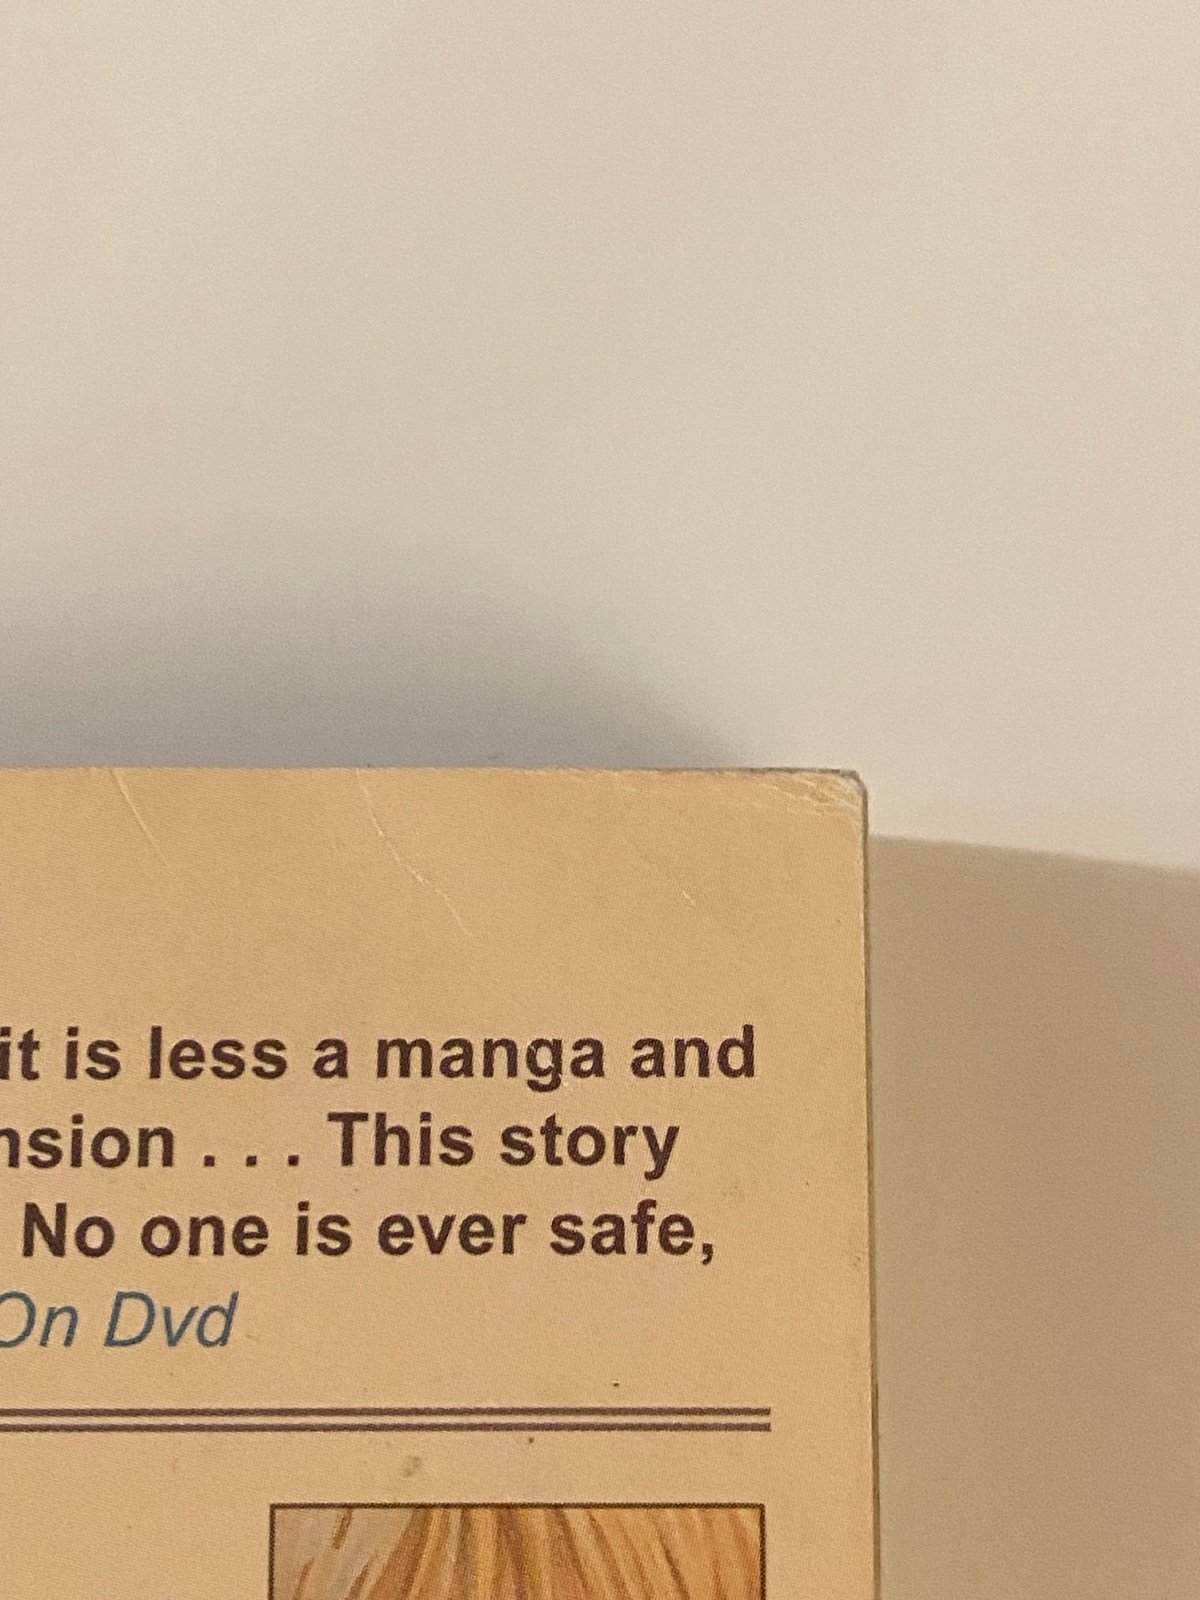 it is less a manga and
nsion . . . This story
No one is ever safe,
On Dvd